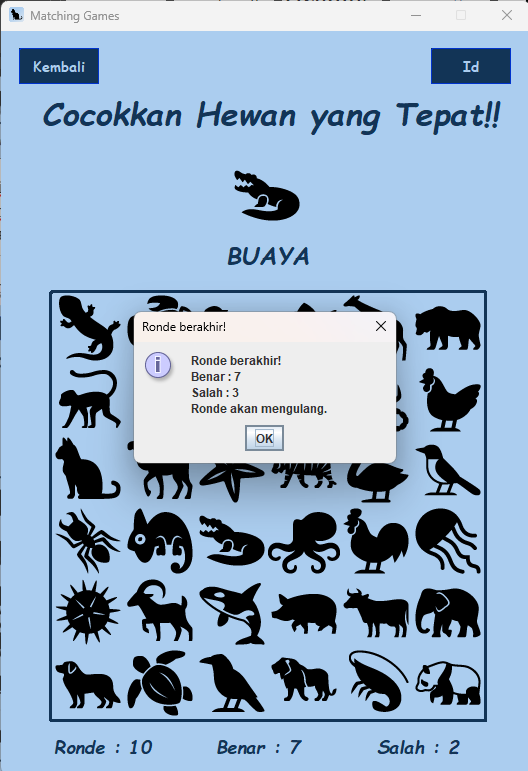 Matching Games
Kembali
Id
Cocokkan Hewan yang Tepat!!
BUAYA
Ronde berakhir!
Ronde berakhir!
Benar : 7
Salah : 3
Ronde akan mengulang.
OK
Ronde : 10
Benar : 7
Salah : 2